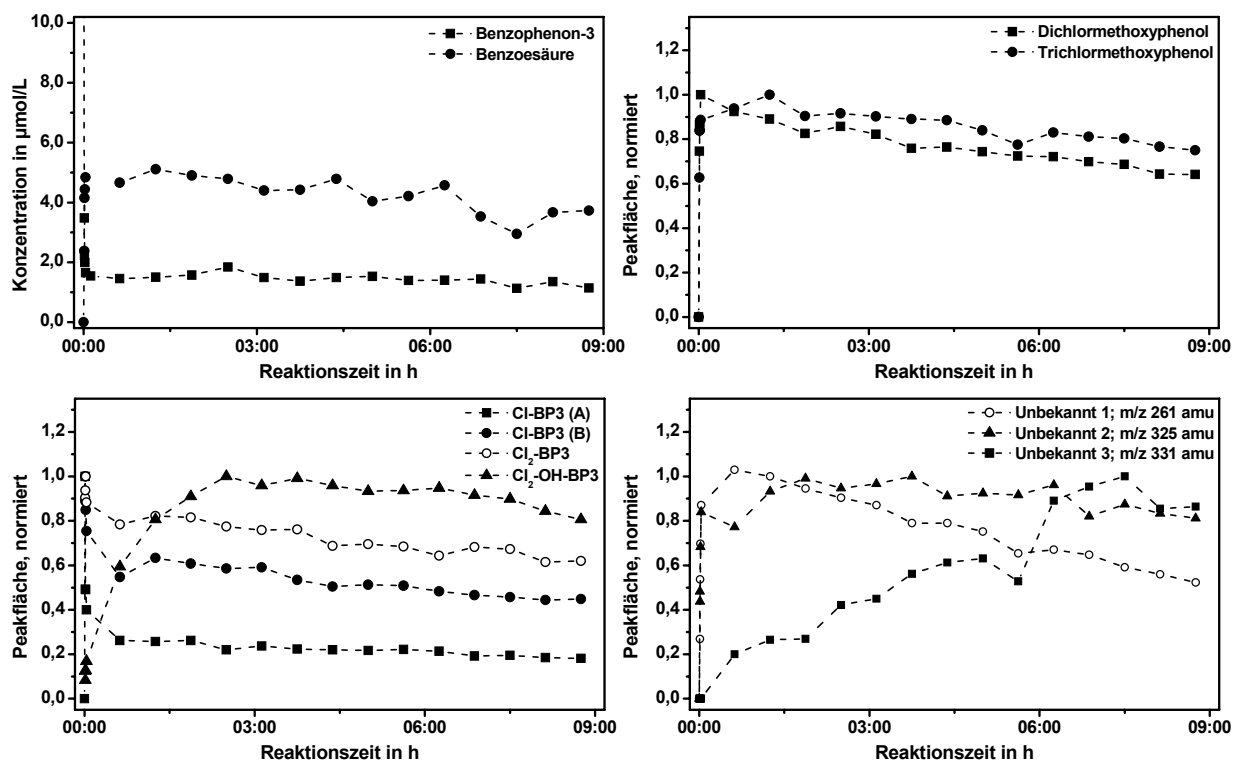 10,0
8,0
6,0
4,0
2,0
0,0
Konzentration in µmol/L
Benzophenon-3
Benzoesäure
00:00 03:00 06:00 09:00
Reaktionszeit in h
1,2
1,0
0,8
0,6
0,4
0,2
0,0
Peakfläche, normiert
Dichlormethoxyphenol
Trichlormethoxyphenol
00:00 03:00 06:00 09:00
Reaktionszeit in h
1,2
1,0
0,8
0,6
0,4
0,2
0,0
Peakfläche, normiert
Cl-BP3 (A)
Cl-BP3 (B)
Cl₂-BP3
Cl₂-OH-BP3
00:00 03:00 06:00 09:00
Reaktionszeit in h
1,2
1,0
0,8
0,6
0,4
0,2
0,0
Peakfläche, normiert
Unbekannt 1; m/z 261 amu
Unbekannt 2; m/z 325 amu
Unbekannt 3; m/z 331 amu
00:00 03:00 06:00 09:00
Reaktionszeit in h